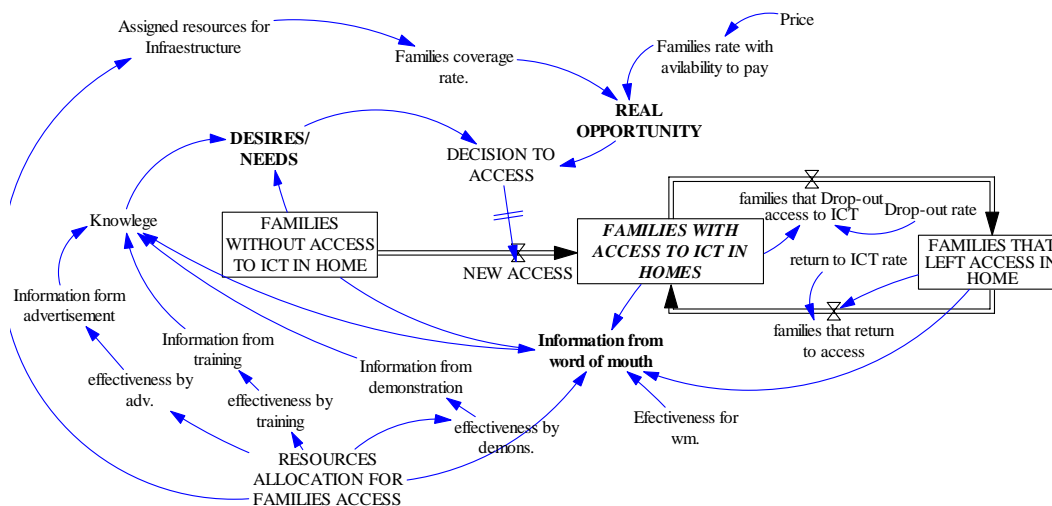 Assigned resources for
Infraestructure
Price
Families coverage
rate.
Families rate with
avilability to pay
REAL
OPPORTUNITY
DESIRES/
NEEDS
DECISION TO
ACCESS
families that Drop-out
access to ICT
Drop-out rate
Knowlege
FAMILIES
WITHOUT ACCESS
TO ICT IN HOME
NEW ACCESS
FAMILIES WITH
ACCESS TO ICT IN
HOMES
return to ICT rate
FAMILIES THAT
LEFT ACCESS IN
HOME
Information form
advertisement
Information from
training
Information from
demonstration
Information from
word of mouth
families that return
to access
effectiveness by
adv.
effectiveness by
training
effectiveness by
demons.
Efectiveness for
wm.
RESOURCES
ALLOCATION FOR
FAMILIES ACCESS